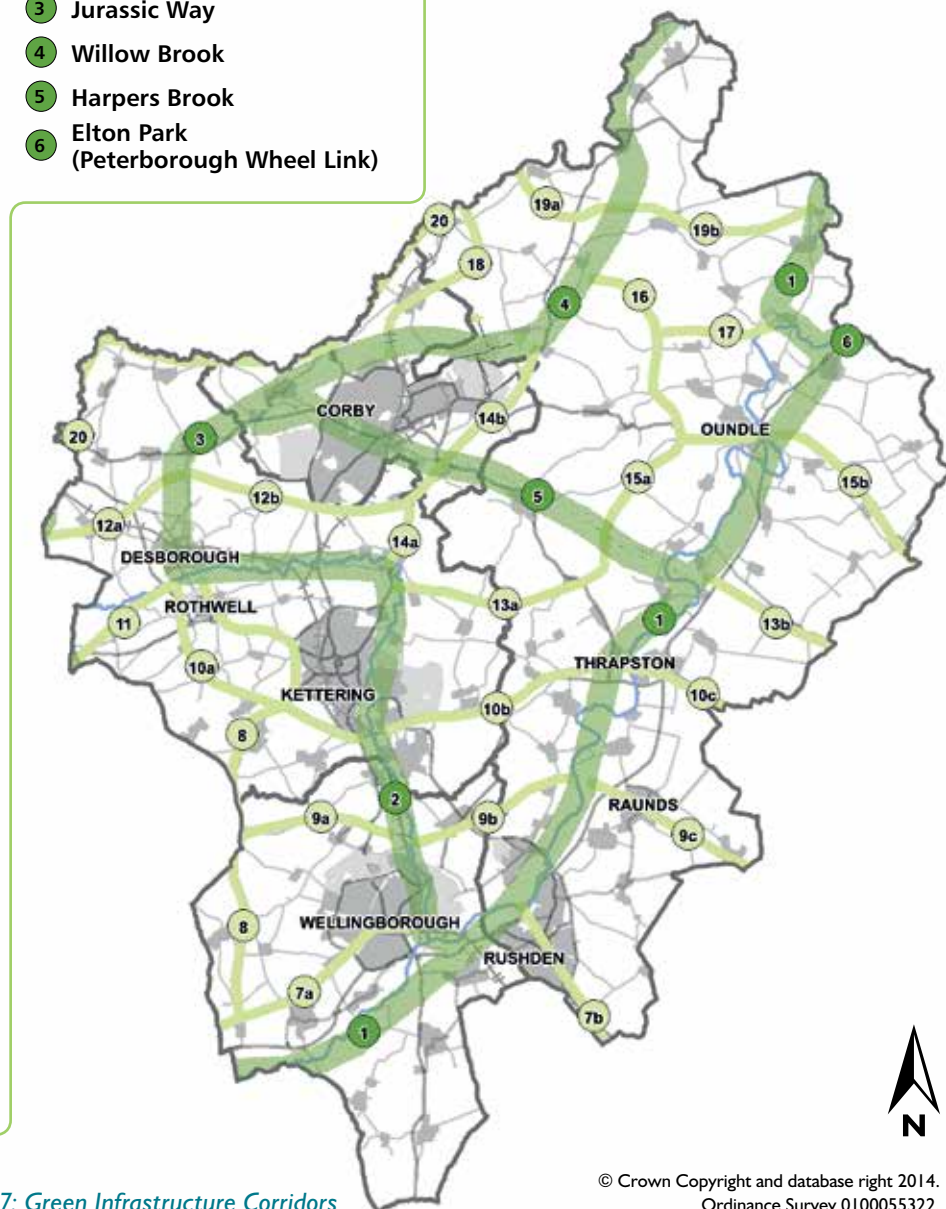 3 Jurassic Way
4 Willow Brook
5 Harpers Brook
6 Elton Park
(Peterborough Wheel Link)
20
19a
19b
18
1
16
4
17
6
CORBY
14b
OUNDLE
20
3
15a
15b
12b
5
12a
14a
DESBOROUGH
13a
ROTHWELL
11
1
13b
10a
THRAPSTON
KETTERING
10c
10b
8
2
RAUNDS
9a
9b
9c
WELLINGBOROUGH
8
RUSHDEN
7a
7b
1
N
7: Green Infrastructure Corridors
© Crown Copyright and database right 2014.
Ordinance Survey 0100055322